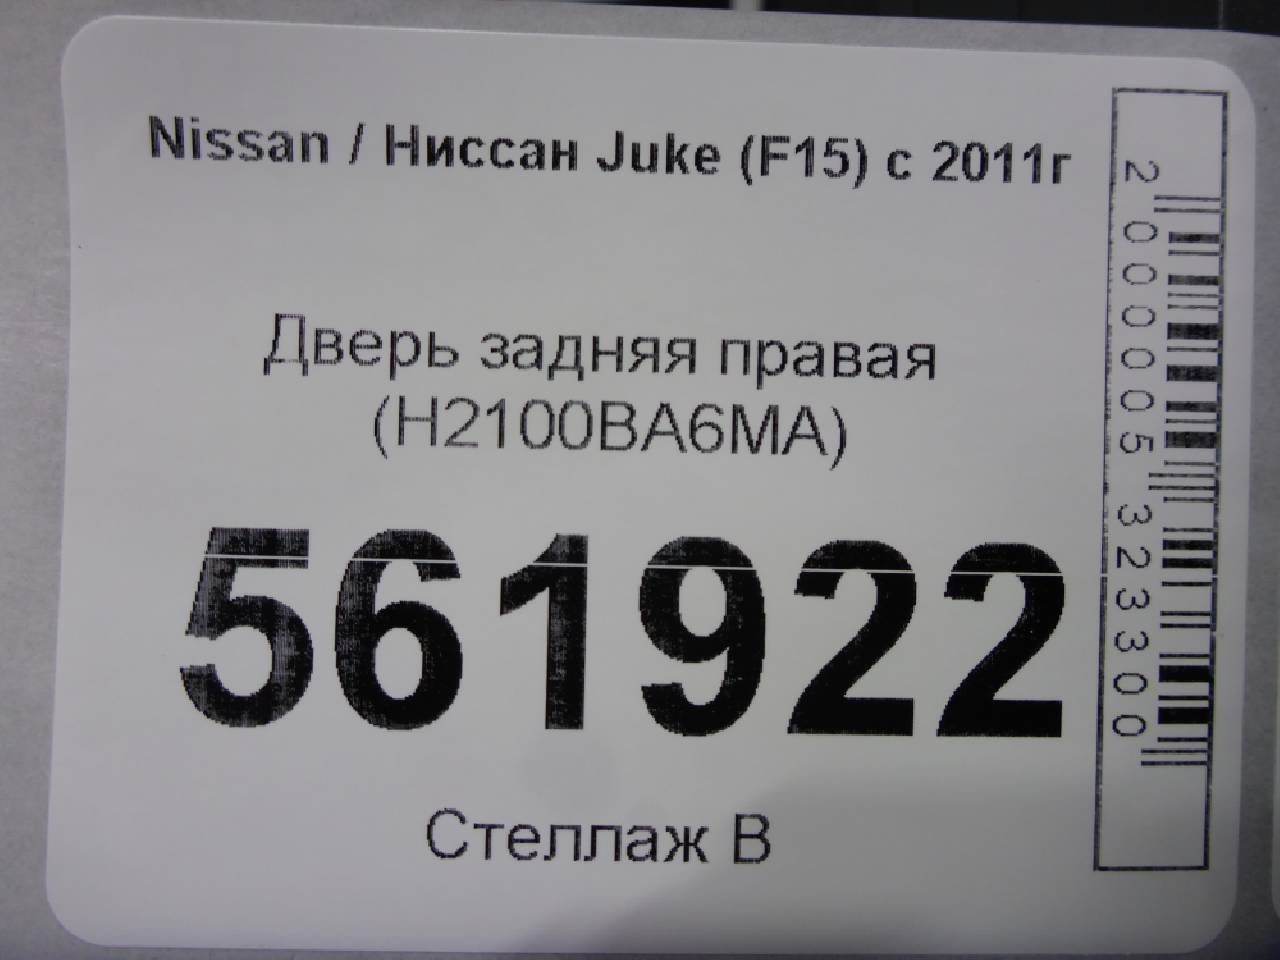 Nissan / Ниссан Juke (F15) с 2011г
Дверь задняя правая
(H2100BA6MA)
561922
Стеллаж В
2000005323300